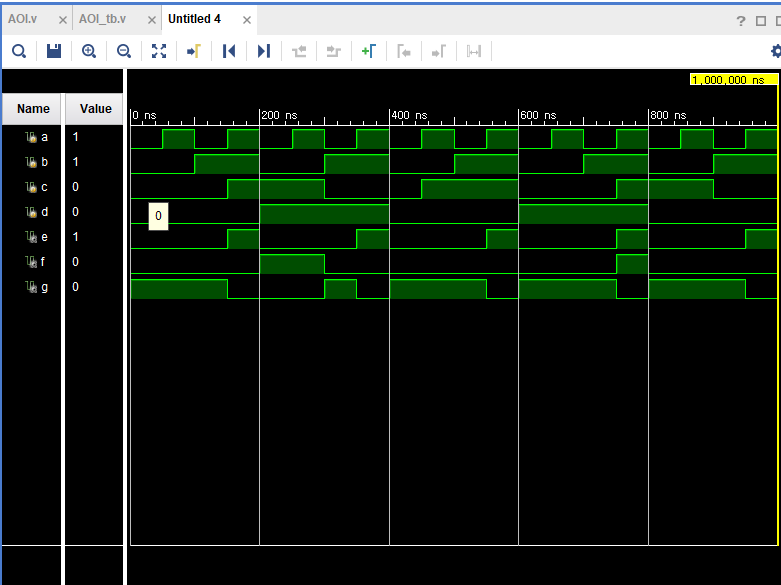 AOI.v × AOI_tb.v × Untitled 4 ×
?
1,000,000 ns
Name Value
0 ns 200 ns 400 ns 600 ns 800 ns
a 1
b 1
c 0
d 0
0
e 1
f 0
g 0